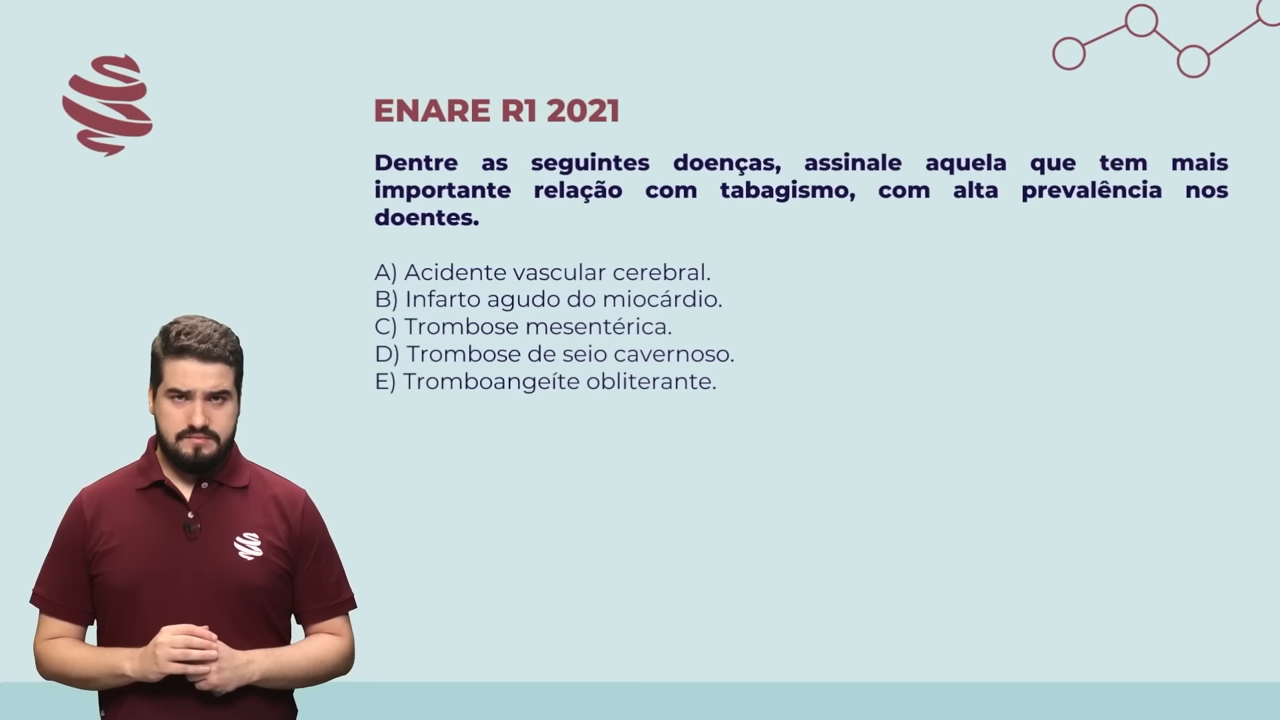 ENARE R1 2021
Dentre as seguintes doenças, assinale aquela que tem mais
importante relação com tabagismo, com alta prevalência nos
doentes.
A) Acidente vascular cerebral.
B) Infarto agudo do miocárdio.
C) Trombose mesentérica.
D) Trombose de seio cavernoso.
E) Tromboangeíte obliterante.